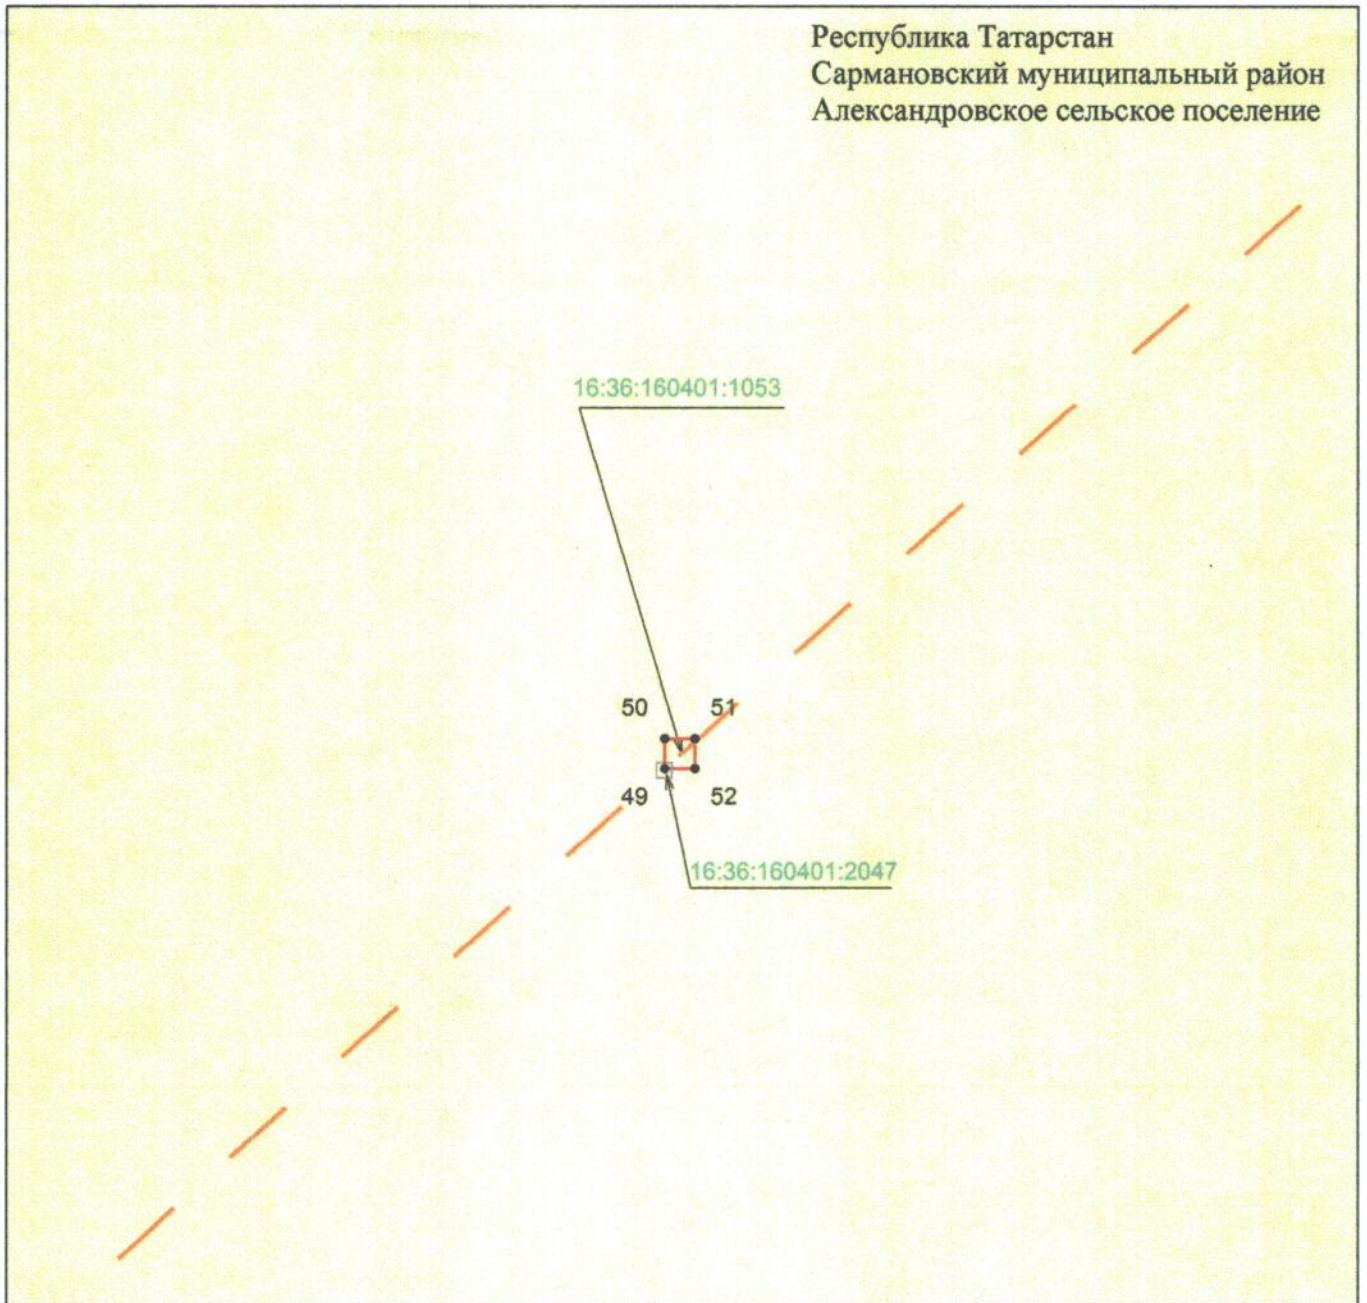 Республика Татарстан
Сармановский муниципальный район
Александровское сельское поселение
16:36:160401:1053
50
51
49
52
16:36:160401:2047